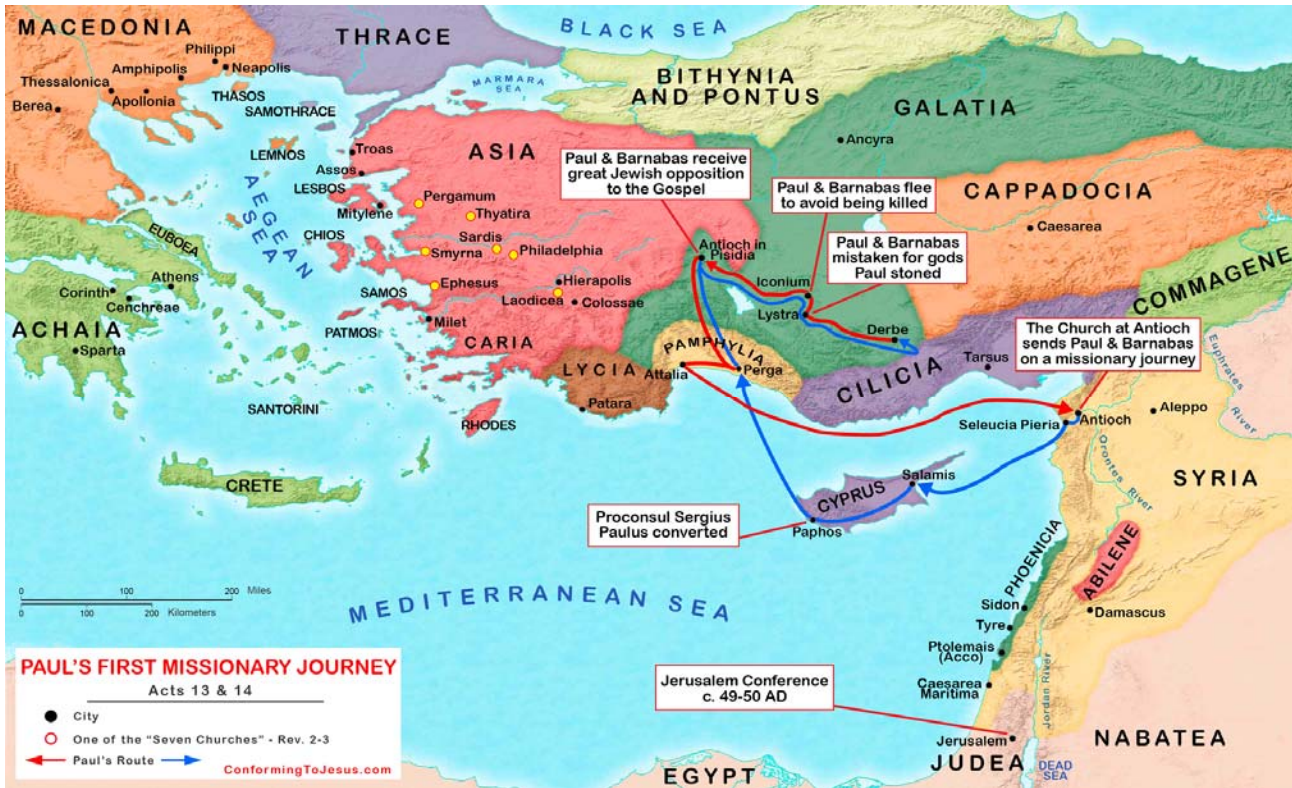 MACEDONIA
Philippi
Amphipolis
Neapolis
Thessalonica
Apollonia
Berea
THASOS
SAMOTHRACE
THRACE
BLACK SEA
MARMARA
SEA
BITHYNIA
AND PONTUS
GALATIA
Ancyra
LEMNOS
Troas
Assos
LESBOS
Mitylene
AEGEAN
SEA
ASIA
Pergamum
Thyatira
Sardis
Philadelphia
Smyrna
CHIOS
Ephesus
Hierapolis
Laodicea
Colossae
SAMOS
Milet
PATMOS
CARIA
EUBOEA
Athens
Corinth
Cenchreae
ACHAIA
Sparta
SANTORINI
RHODES
CRETE
LYCIA
Patara
PAMPHYLIA
Attalia
Perga
Paul & Barnabas receive
great Jewish opposition
to the Gospel
Antioch in
Pisidia
Paul & Barnabas flee
to avoid being killed
Paul & Barnabas
mistaken for gods
Paul stoned
Iconium
Lystra
Derbe
CAPPADOCIA
Caesarea
COMMAGENE
CILICIA
Tarsus
The Church at Antioch
sends Paul & Barnabas
on a missionary journey
Euphrates
River
Aleppo
Antioch
Seleucia Pieria
Orontes River
SYRIA
Salamis
CYPRUS
Paphos
Proconsul Sergius
Paulus converted
MEDITERRANEAN SEA
PHOENICIA
ABILENE
Sidon
Damascus
Tyre
Ptolemais
(Acco)
Caesarea
Maritima
Jordan River
Jerusalem Conference
c. 49-50 AD
Jerusalem
JUDEA
DEAD
SEA
NABATEA
EGYPT
0 200 Miles
0 100 200 Kilometers
PAUL'S FIRST MISSIONARY JOURNEY
Acts 13 & 14
City
One of the "Seven Churches" - Rev. 2-3
Paul's Route
ConformingToJesus.com